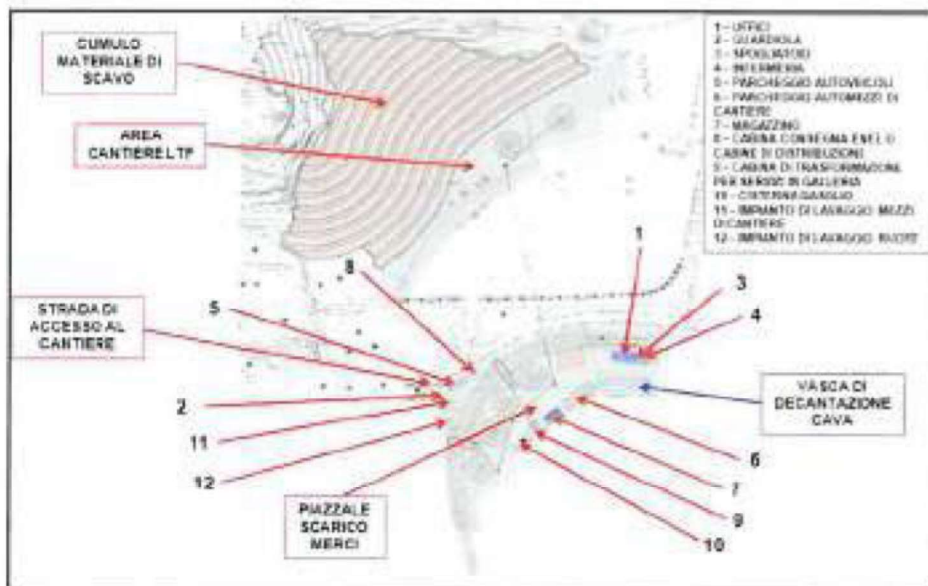 CUMULO
MATERIALE DI
SCAVO
AREA
CANTIERE LTF
1 - UFFICI
2 - GUARDIOLA
3 - SPOGLIATOIO
4 - INFERMERIA
5 - PARCHEGGIO AUTOVEICOLI
6 - PARCHEGGIO AUTOMEZZI DI
CANTIERE
7 - MAGAZZINO
8 - CABINA CONSEGNA ENEL O
CABINE DI DISTRIBUZIONE
9 - CABINA DI TRASFORMAZIONE
PER SERVIZI IN GALLERIA
10 - CISTERNA GASOLIO
11 - IMPIANTO DI LAVAGGIO MEZZI
DI CANTIERE
12 - IMPIANTO DI LAVAGGIO RUOTE
1
8
3
4
5
STRADA DI
ACCESSO AL
CANTIERE
2
11
12
VASCA DI
DECANTAZIONE
CAVA
6
7
9
10
PIAZZALE
SCARICO
MERCI